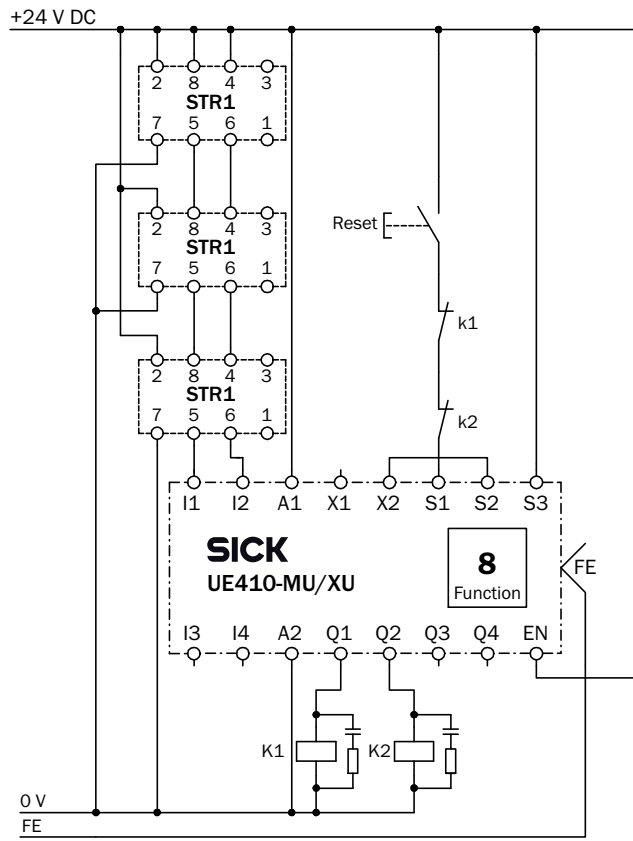 +24 V DC
2 8 4 3
STR1
7 5 6 1
2 8 4 3
STR1
7 5 6 1
Reset
k1
2 8 4 3
STR1
7 5 6 1
k2
I1 I2 A1 X1 X2 S1 S2 S3
SICK
UE410-MU/XU
8
Function
FE
I3 I4 A2 Q1 Q2 Q3 Q4 EN
K1
K2
0 V
FE